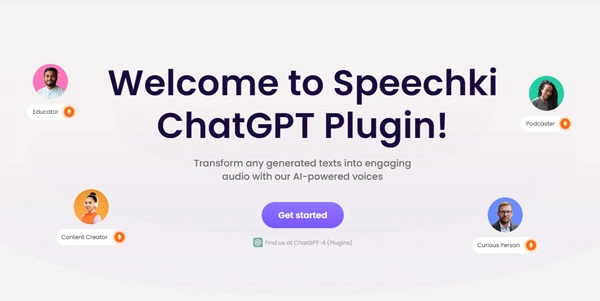 Welcome to Speechki
ChatGPT Plugin!
Educator
Podcaster
Transform any generated texts into engaging
audio with our AI-powered voices
Get started
Content Creator
Curious Person
Find us at ChatGPT-4 (Plugins)